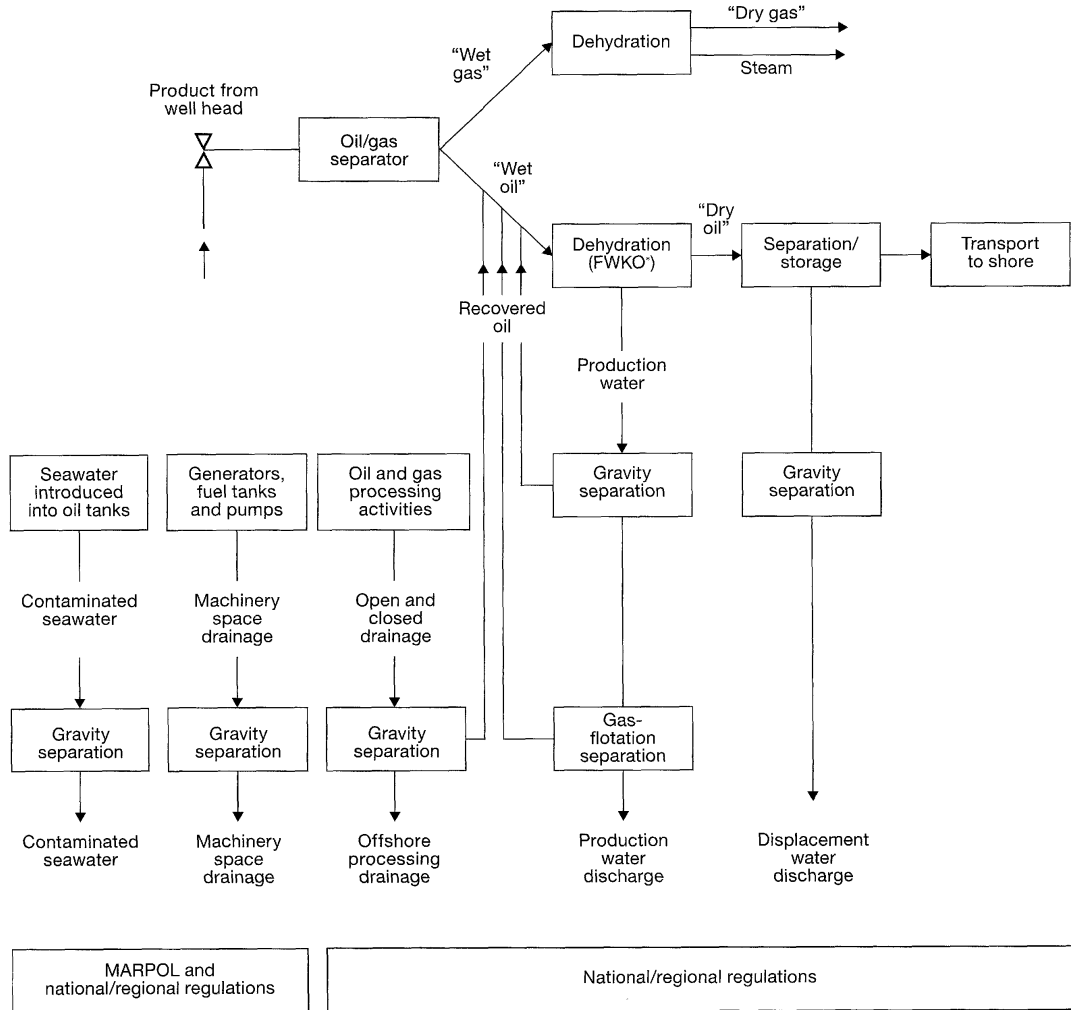 "Dry gas"
Dehydration
Steam
"Wet
gas"
Product from
well head
Oil/gas
separator
"Wet
oil"
Dehydration
(FWKO*)
"Dry
oil"
Separation/
storage
Transport
to shore
Recovered
oil
Production
water
Seawater
introduced
into oil tanks
Generators,
fuel tanks
and pumps
Oil and gas
processing
activities
Gravity
separation
Gravity
separation
Contaminated
seawater
Machinery
space
drainage
Open and
closed
drainage
Gravity
separation
Gravity
separation
Gravity
separation
Gas-
flotation
separation
Contaminated
seawater
Machinery
space
drainage
Offshore
processing
drainage
Production
water
discharge
Displacement
water
discharge
MARPOL and
national/regional regulations
National/regional regulations